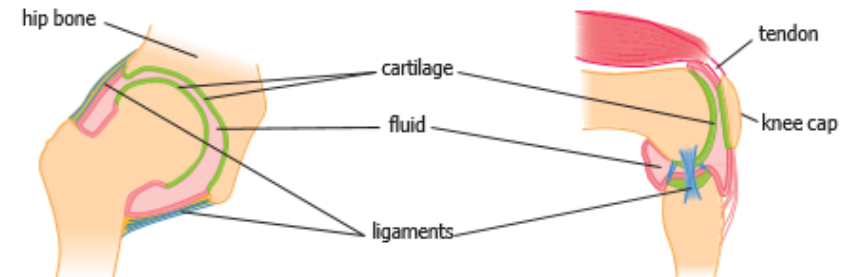 hip bone
tendon
cartilage
fluid
knee cap
ligaments